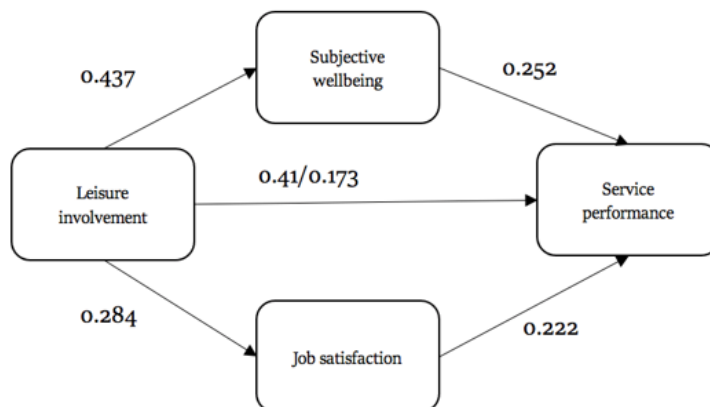 Subjective
wellbeing
0.437
0.252
Leisure
involvement
0.41/0.173
Service
performance
0.284
Job satisfaction
0.222